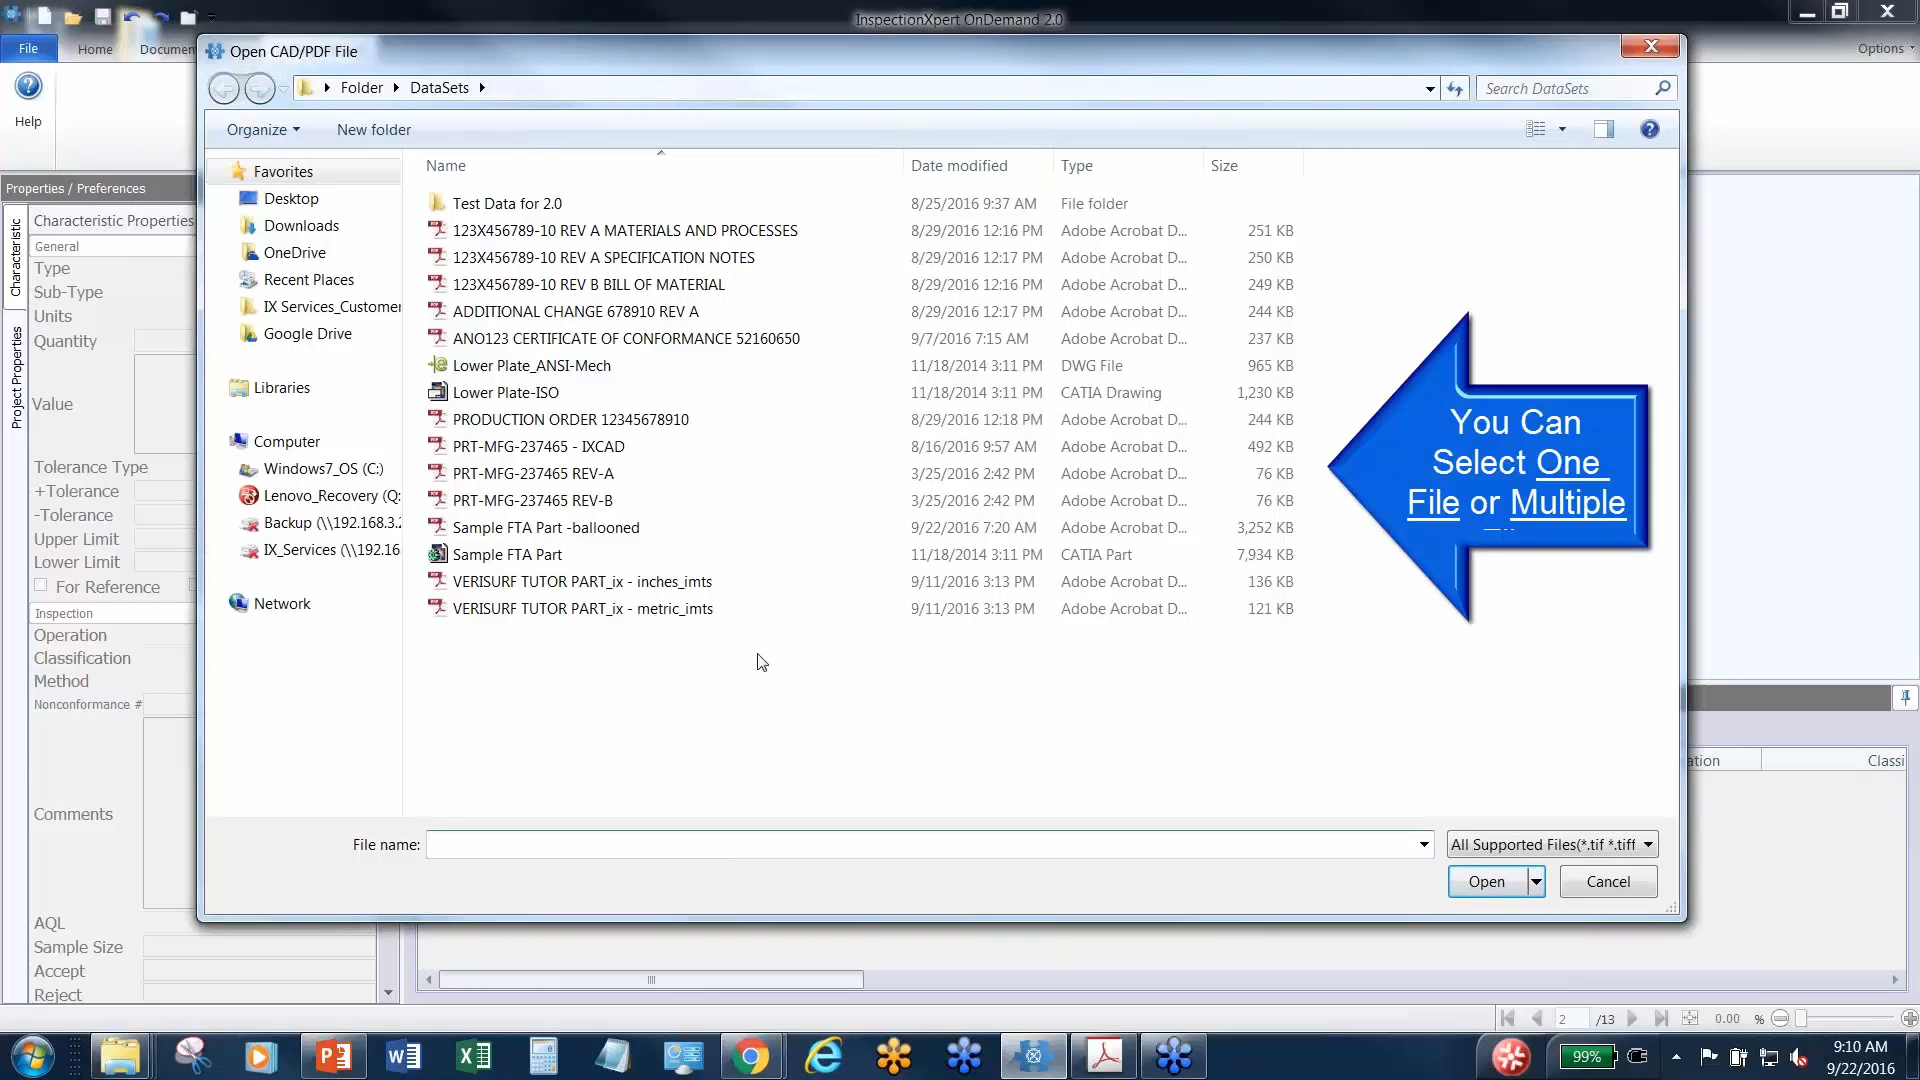 InspectionXpert OnDemand 2.0
File Home Documen Options
Help
Open CAD/PDF File
Folder DataSets Search DataSets
Organize New folder
Properties / Preferences
Characteristic
Project Properties
Characteristic Properties
General
Type
Sub-Type
Units
Quantity
Value
Tolerance Type
+Tolerance
-Tolerance
Upper Limit
Lower Limit
For Reference
Inspection
Operation
Classification
Method
Nonconformance #
Comments
AQL
Sample Size
Accept
Reject
Favorites
Desktop
Downloads
OneDrive
Recent Places
IX Services_Customer
Google Drive
Libraries
Computer
Windows7_OS (C:)
Lenovo_Recovery (Q:
Backup (\\192.168.3.2
IX_Services (\\192.16
Network
Name Date modified Type Size
Test Data for 2.0 8/25/2016 9:37 AM File folder
123X456789-10 REV A MATERIALS AND PROCESSES 8/29/2016 12:16 PM Adobe Acrobat D... 251 KB
123X456789-10 REV A SPECIFICATION NOTES 8/29/2016 12:17 PM Adobe Acrobat D... 250 KB
123X456789-10 REV B BILL OF MATERIAL 8/29/2016 12:16 PM Adobe Acrobat D... 249 KB
ADDITIONAL CHANGE 678910 REV A 8/29/2016 12:17 PM Adobe Acrobat D... 244 KB
ANO123 CERTIFICATE OF CONFORMANCE 52160650 9/7/2016 7:15 AM Adobe Acrobat D... 237 KB
Lower Plate_ANSI-Mech 11/18/2014 3:11 PM DWG File 965 KB
Lower Plate-ISO 11/18/2014 3:11 PM CATIA Drawing 1,230 KB
PRODUCTION ORDER 12345678910 8/29/2016 12:18 PM Adobe Acrobat D... 244 KB
PRT-MFG-237465 - IXCAD 8/16/2016 9:57 AM Adobe Acrobat D... 492 KB
PRT-MFG-237465 REV-A 3/25/2016 2:42 PM Adobe Acrobat D... 76 KB
PRT-MFG-237465 REV-B 3/25/2016 2:42 PM Adobe Acrobat D... 76 KB
Sample FTA Part -ballooned 9/22/2016 7:20 AM Adobe Acrobat D... 3,252 KB
Sample FTA Part 11/18/2014 3:11 PM CATIA Part 7,934 KB
VERISURF TUTOR PART_ix - inches_imts 9/11/2016 3:13 PM Adobe Acrobat D... 136 KB
VERISURF TUTOR PART_ix - metric_imts 9/11/2016 3:13 PM Adobe Acrobat D... 121 KB
You Can
Select One
File or Multiple
File name: All Supported Files(*.tif *.tiff
Open Cancel
ation Classi
2 /13 0.00 %
99% 9:10 AM
9/22/2016